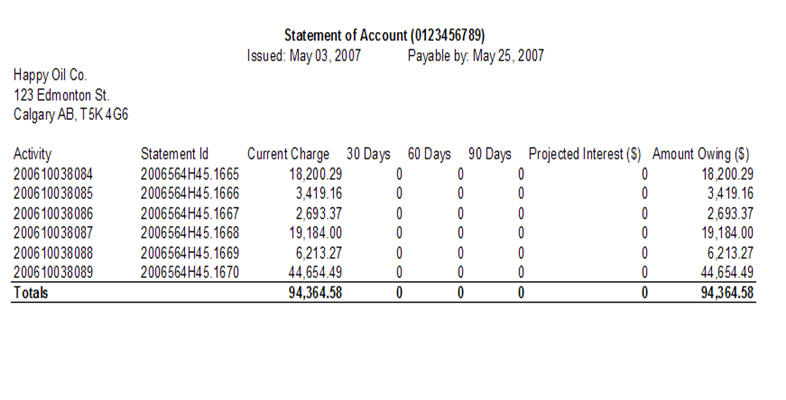 Statement of Account (0123456789)
Issued: May 03, 2007 Payable by: May 25, 2007
Happy Oil Co.
123 Edmonton St.
Calgary AB, T5K 4G6
Activity Statement Id Current Charge 30 Days 60 Days 90 Days Projected Interest ($) Amount Owing ($)
200610038084 2006564H45.1665 18,200.29 0 0 0 0 18,200.29
200610038085 2006564H45.1666 3,419.16 0 0 0 0 3,419.16
200610038086 2006564H45.1667 2,693.37 0 0 0 0 2,693.37
200610038087 2006564H45.1668 19,184.00 0 0 0 0 19,184.00
200610038088 2006564H45.1669 6,213.27 0 0 0 0 6,213.27
200610038089 2006564H45.1670 44,654.49 0 0 0 0 44,654.49
Totals 94,364.58 0 0 0 0 94,364.58